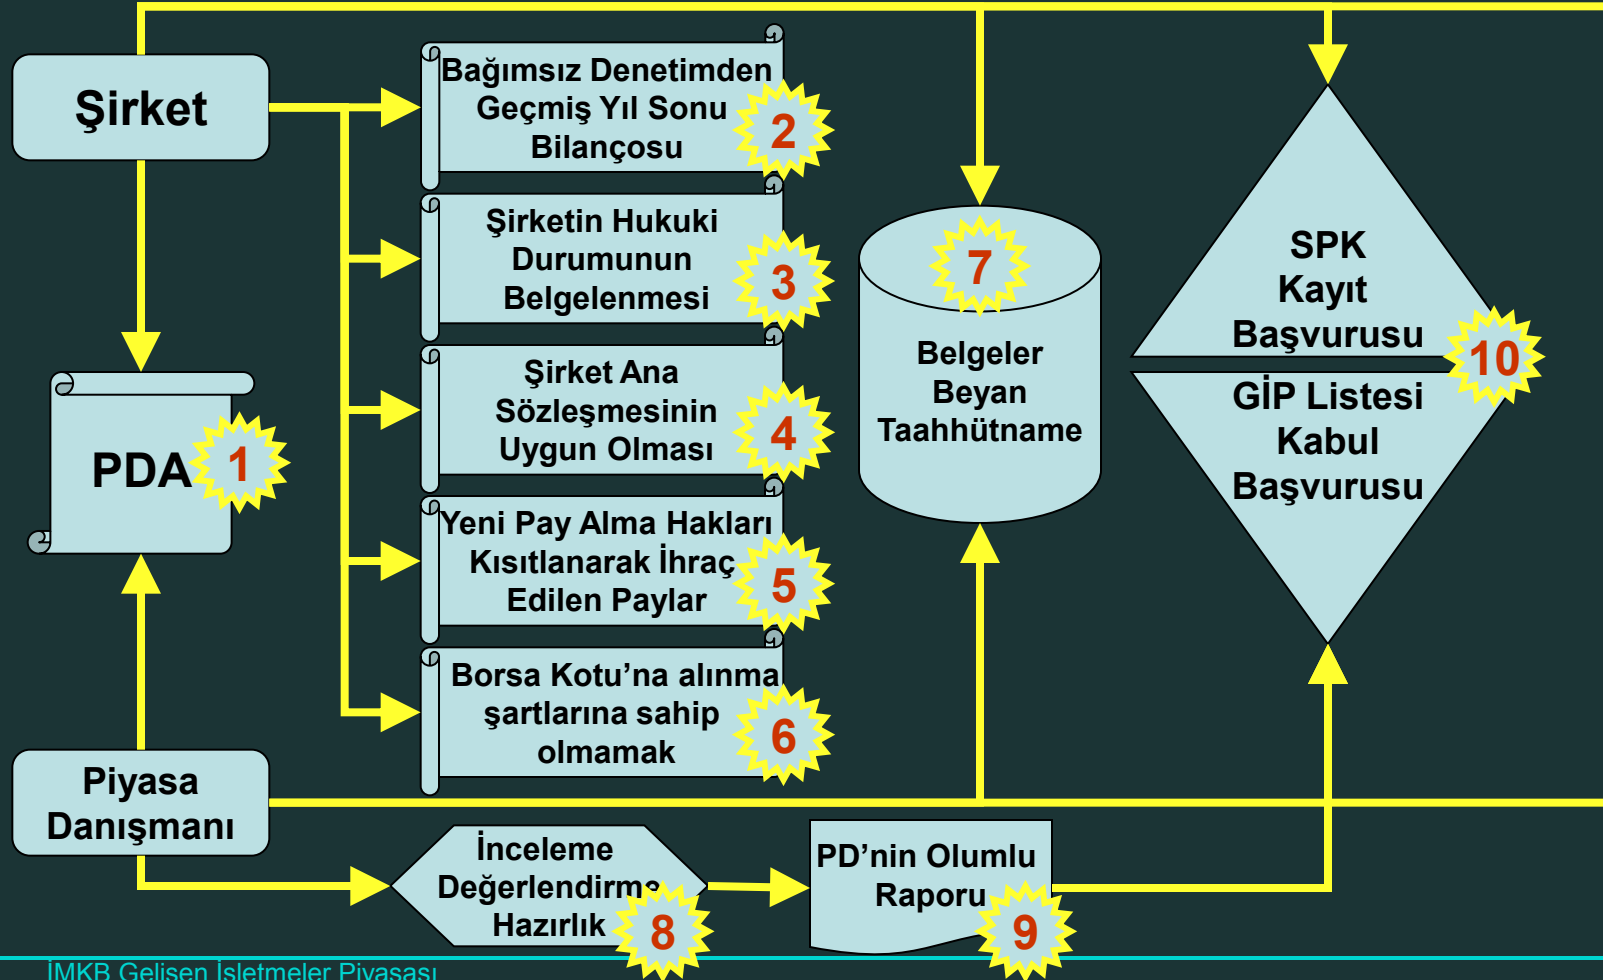 Şirket
Bağımsız Denetimden
Geçmiş Yıl Sonu
Bilançosu
2
Şirketin Hukuki
Durumunun
Belgelenmesi
3
Şirket Ana
Sözleşmesinin
Uygun Olması
4
Yeni Pay Alma Hakları
Kısıtlanarak İhraç
Edilen Paylar
5
Borsa Kotu’na alınma
şartlarına sahip
olmamak
6
PDA
1
Piyasa
Danışmanı
7
Belgeler
Beyan
Taahhütname
İnceleme
Değerlendirme
Hazırlık
8
PD’nin Olumlu
Raporu
9
SPK
Kayıt
Başvurusu
10
GİP Listesi
Kabul
Başvurusu
İMKB Gelişen İşletmeler Piyasası